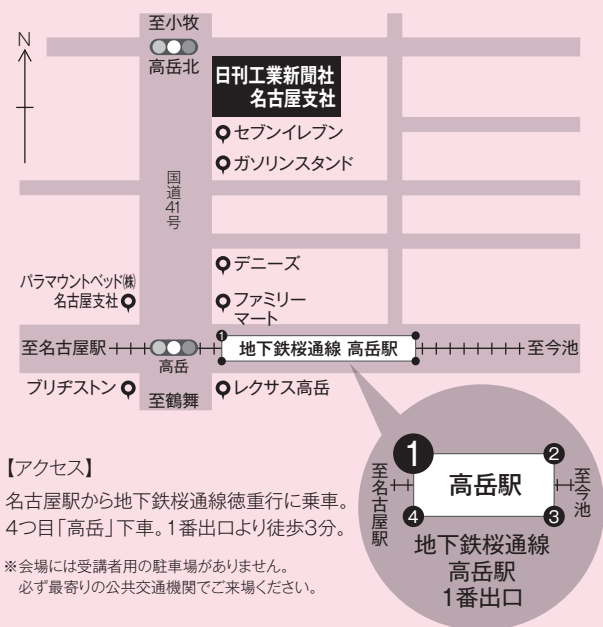 至小牧
N
高岳北
日刊工業新聞社
名古屋支社
セブンイレブン
ガソリンスタンド
国道41号
デニーズ
パラマウントベッド㈱
名古屋支社
ファミリー
マート
至名古屋駅
高岳
1
地下鉄桜通線 高岳駅
至今池
ブリヂストン
至鶴舞
レクサス高岳
【アクセス】
名古屋駅から地下鉄桜通線徳重行に乗車。
4つ目「高岳」下車。1番出口より徒歩3分。
※会場には受講者用の駐車場がありません。
必ず最寄りの公共交通機関でご来場ください。
1
2
至名古屋駅
高岳駅
至今池
4
3
地下鉄桜通線
高岳駅
1番出口